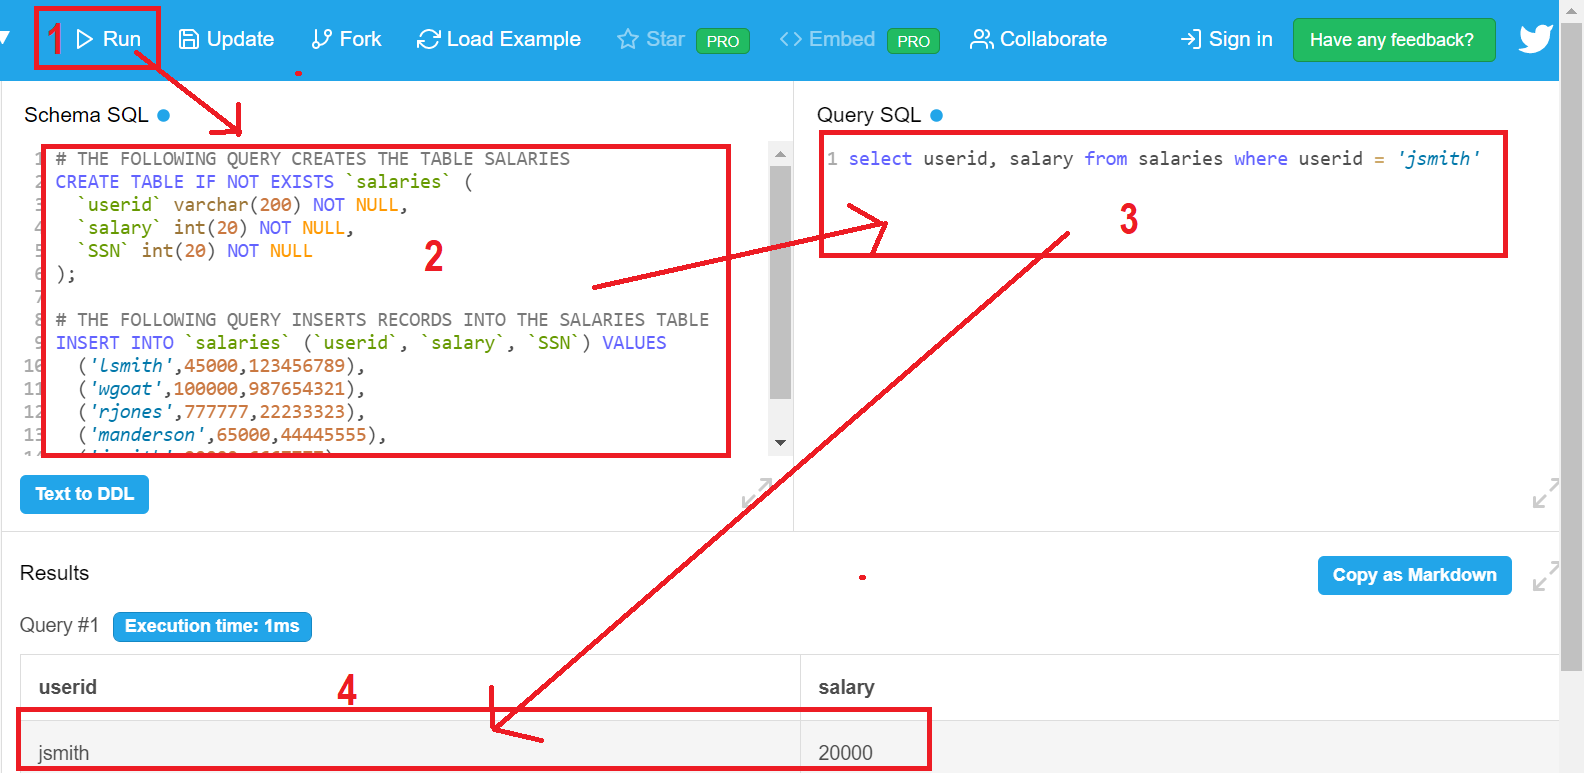 1 Run Update Fork Load Example Star PRO Embed PRO Collaborate Sign in Have any feedback?
Schema SQL
1 # THE FOLLOWING QUERY CREATES THE TABLE SALARIES
2 CREATE TABLE IF NOT EXISTS `salaries` (
3 `userid` varchar(200) NOT NULL,
4 `salary` int(20) NOT NULL,
5 `SSN` int(20) NOT NULL
6 );
7
8 # THE FOLLOWING QUERY INSERTS RECORDS INTO THE SALARIES TABLE
9 INSERT INTO `salaries` (`userid`, `salary`, `SSN`) VALUES
10 ('lsmith',45000,123456789),
11 ('wgoat',100000,987654321),
12 ('rjones',777777,22233323),
13 ('manderson',65000,44445555),
2
Text to DDL
Query SQL
1 select userid, salary from salaries where userid = 'jsmith'
3
Results
Copy as Markdown
Query #1 Execution time: 1ms
userid salary
4
jsmith 20000